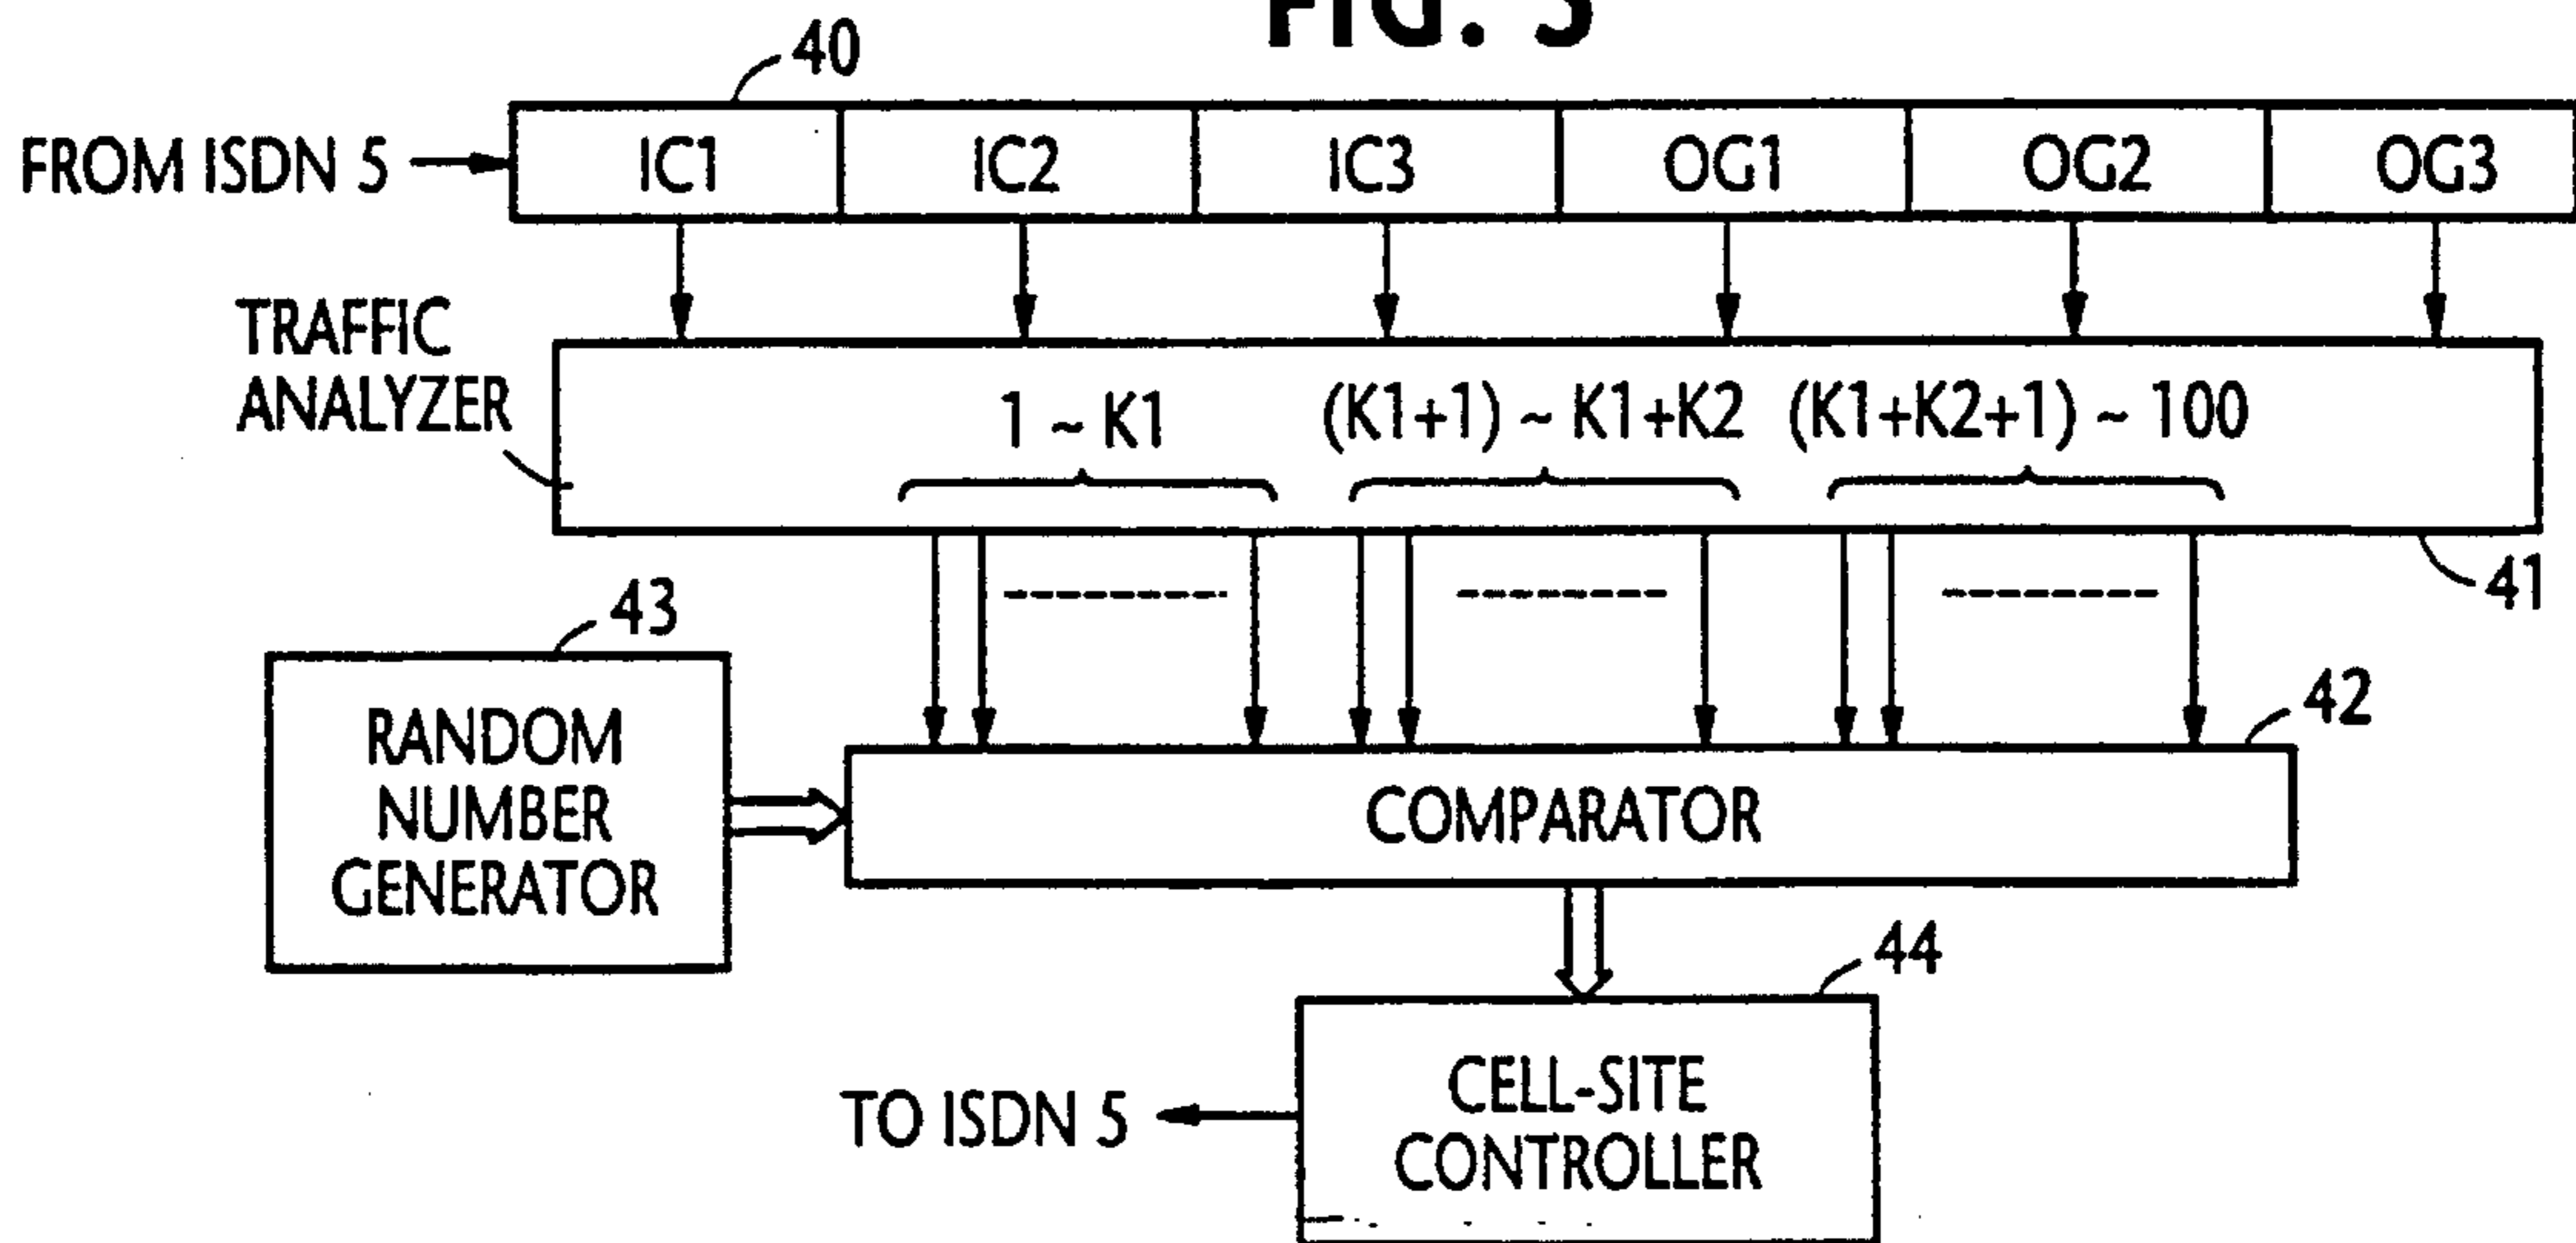 FIG. 3
40
FROM ISDN 5 IC1 IC2 IC3 OG1 OG2 OG3
TRAFFIC
ANALYZER
1 ~ K1 (K1+1) ~ K1+K2 (K1+K2+1) ~ 100
41
43
42
RANDOM
NUMBER
GENERATOR
COMPARATOR
44
CELL-SITE
CONTROLLER
TO ISDN 5